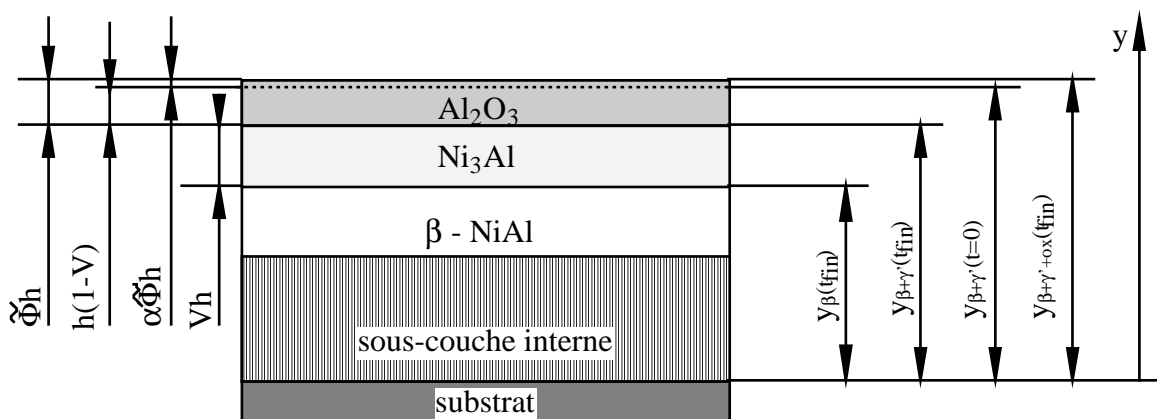 y
Al₂O₃
Ni₃Al
β - NiAl
sous-couche interne
substrat
Φ̃h
h(1-V)
αΦ̃h
Vh
yβ(tfin)
yβ+γ'(tfin)
yβ+γ'(t=0)
yβ+γ'+ox(tfin)